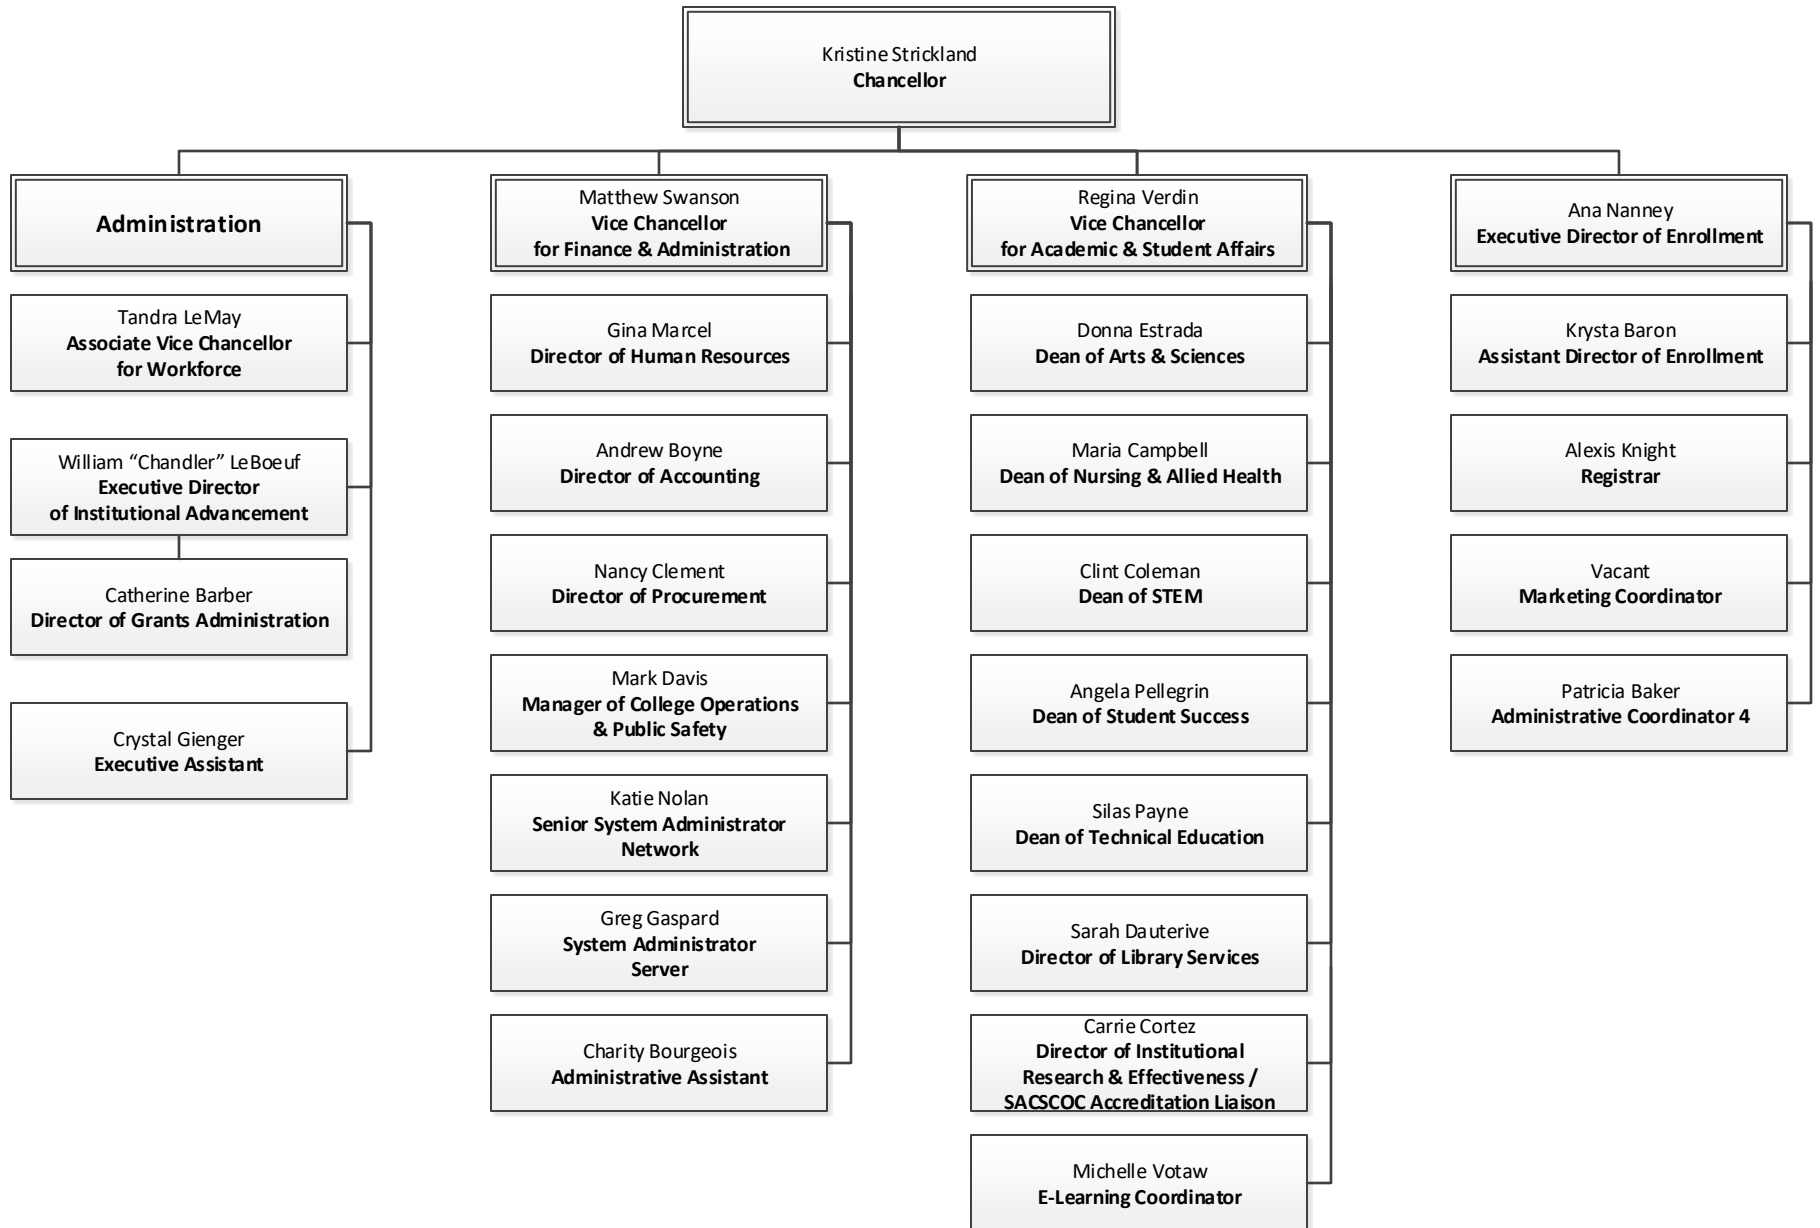 Kristine Strickland
Chancellor
Administration
Tandra LeMay
Associate Vice Chancellor
for Workforce
William “Chandler” LeBoeuf
Executive Director
of Institutional Advancement
Catherine Barber
Director of Grants Administration
Crystal Gienger
Executive Assistant
Matthew Swanson
Vice Chancellor
for Finance & Administration
Gina Marcel
Director of Human Resources
Andrew Boyne
Director of Accounting
Nancy Clement
Director of Procurement
Mark Davis
Manager of College Operations
& Public Safety
Katie Nolan
Senior System Administrator
Network
Greg Gaspard
System Administrator
Server
Charity Bourgeois
Administrative Assistant
Regina Verdin
Vice Chancellor
for Academic & Student Affairs
Donna Estrada
Dean of Arts & Sciences
Maria Campbell
Dean of Nursing & Allied Health
Clint Coleman
Dean of STEM
Angela Pellegrin
Dean of Student Success
Silas Payne
Dean of Technical Education
Sarah Dauterive
Director of Library Services
Carrie Cortez
Director of Institutional
Research & Effectiveness /
SACSCOC Accreditation Liaison
Michelle Votaw
E-Learning Coordinator
Ana Nanney
Executive Director of Enrollment
Krysta Baron
Assistant Director of Enrollment
Alexis Knight
Registrar
Vacant
Marketing Coordinator
Patricia Baker
Administrative Coordinator 4